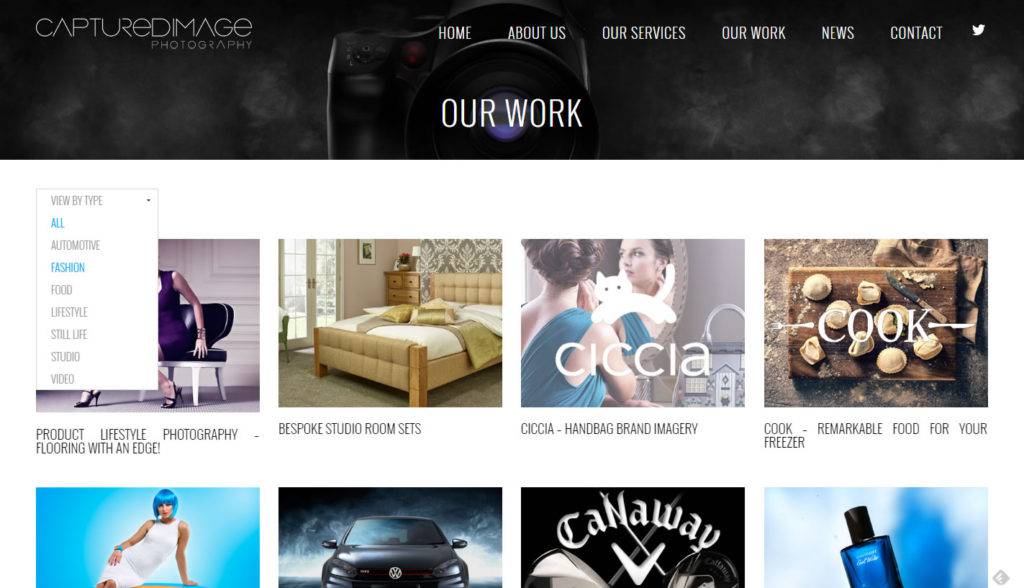 CAPTUREDIMAGE
PHOTOGRAPHY
HOME ABOUT US OUR SERVICES OUR WORK NEWS CONTACT
OUR WORK
VIEW BY TYPE
ALL
AUTOMOTIVE
FASHION
FOOD
LIFESTYLE
STILL LIFE
STUDIO
VIDEO
ciccia
COOK
PRODUCT LIFESTYLE PHOTOGRAPHY –
FLOORING WITH AN EDGE!
BESPOKE STUDIO ROOM SETS
CICCIA – HANDBAG BRAND IMAGERY
COOK – REMARKABLE FOOD FOR YOUR
FREEZER
CaNaway
Cool Water